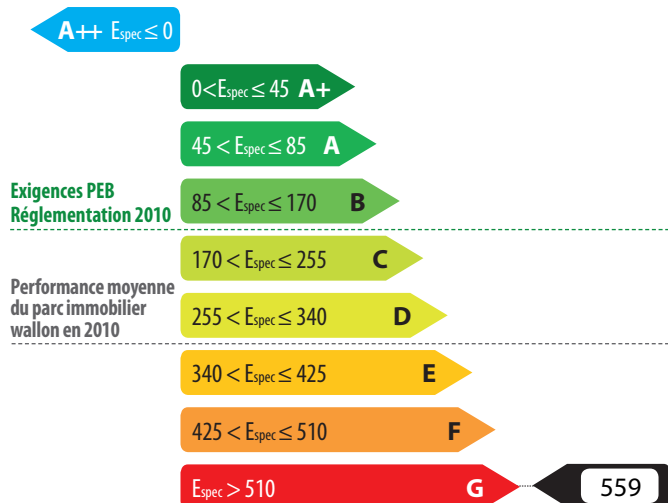 A++ Espec ≤ 0
0<Espec ≤ 45 A+
45 < Espec ≤ 85 A
Exigences PEB
Réglementation 2010
85 < Espec ≤ 170 B
170 < Espec ≤ 255 C
Performance moyenne
du parc immobilier
wallon en 2010
255 < Espec ≤ 340 D
340 < Espec ≤ 425 E
425 < Espec ≤ 510 F
Espec > 510 G
559